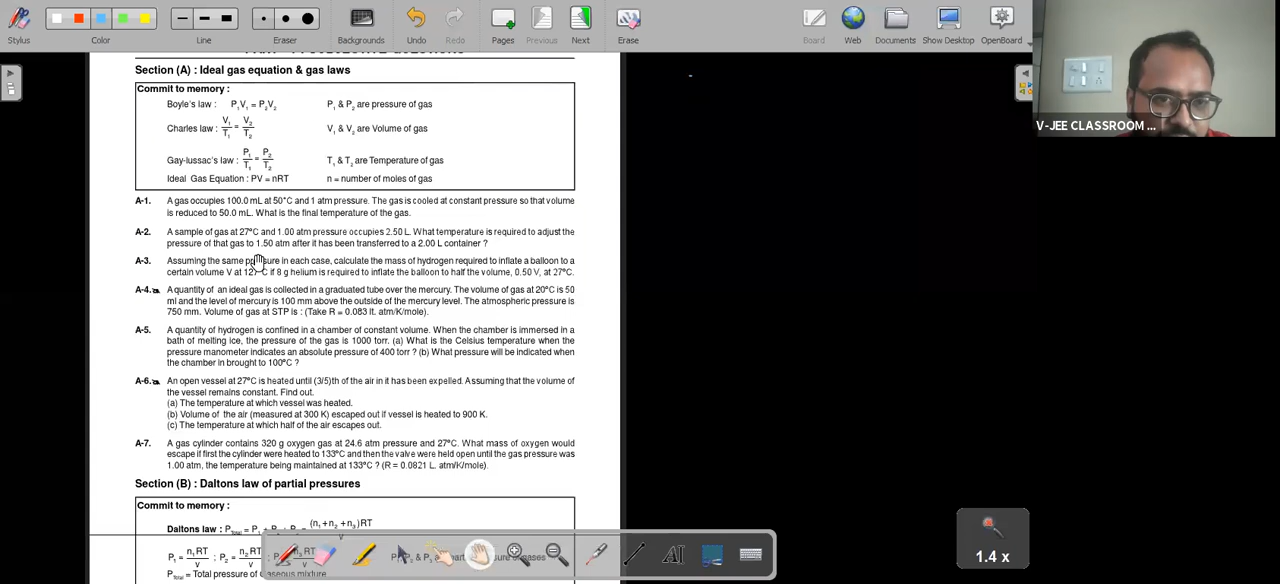 Stylus
Color
Line
Eraser
Backgrounds
Undo
Redo
Pages
Previous
Next
Erase
Board
Web
Documents
Show Desktop
OpenBoard
V-JEE CLASSROOM ...
Section (A) : Ideal gas equation & gas laws
Commit to memory :
Boyle's law : P₁V₁ = P₂V₂ P₁ & P₂ are pressure of gas
Charles law : V₁/T₁ = V₂/T₂ V₁ & V₂ are Volume of gas
Gay-lussac's law : P₁/T₁ = P₂/T₂ T₁ & T₂ are Temperature of gas
Ideal Gas Equation : PV = nRT n = number of moles of gas
A-1. A gas occupies 100.0 mL at 50°C and 1 atm pressure. The gas is cooled at constant pressure so that volume
is reduced to 50.0 mL. What is the final temperature of the gas.
A-2. A sample of gas at 27°C and 1.00 atm pressure occupies 2.50 L. What temperature is required to adjust the
pressure of that gas to 1.50 atm after it has been transferred to a 2.00 L container ?
A-3. Assuming the same pressure in each case, calculate the mass of hydrogen required to inflate a balloon to a
certain volume V at C if 8 g helium is required to inflate the balloon to half the volume, 0.50 V, at 27°C.
A-4. A quantity of an ideal gas is collected in a graduated tube over the mercury. The volume of gas at 20°C is 50
ml and the level of mercury is 100 mm above the outside of the mercury level. The atmospheric pressure is
750 mm. Volume of gas at STP is : (Take R = 0.083 lt. atm/K/mole).
A-5. A quantity of hydrogen is confined in a chamber of constant volume. When the chamber is immersed in a
bath of melting ice, the pressure of the gas is 1000 torr. (a) What is the Celsius temperature when the
pressure manometer indicates an absolute pressure of 400 torr ? (b) What pressure will be indicated when
the chamber in brought to 100°C ?
A-6. An open vessel at 27°C is heated until (3/5)th of the air in it has been expelled. Assuming that the volume of
the vessel remains constant. Find out.
(a) The temperature at which vessel was heated.
(b) Volume of the air (measured at 300 K) escaped out if vessel is heated to 900 K.
(c) The temperature at which half of the air escapes out.
A-7. A gas cylinder contains 320 g oxygen gas at 24.6 atm pressure and 27°C. What mass of oxygen would
escape if first the cylinder were heated to 133°C and then the valve were held open until the gas pressure was
1.00 atm, the temperature being maintained at 133°C ? (R = 0.0821 L. atm/K/mole).
Section (B) : Daltons law of partial pressures
Commit to memory :
Daltons law : (n₁ + n₂ + n₃)RT
P₁ = n₁RT/v ; P₂ = n₂RT/v
= Total pressure of Gaseous mixture
1.4 x